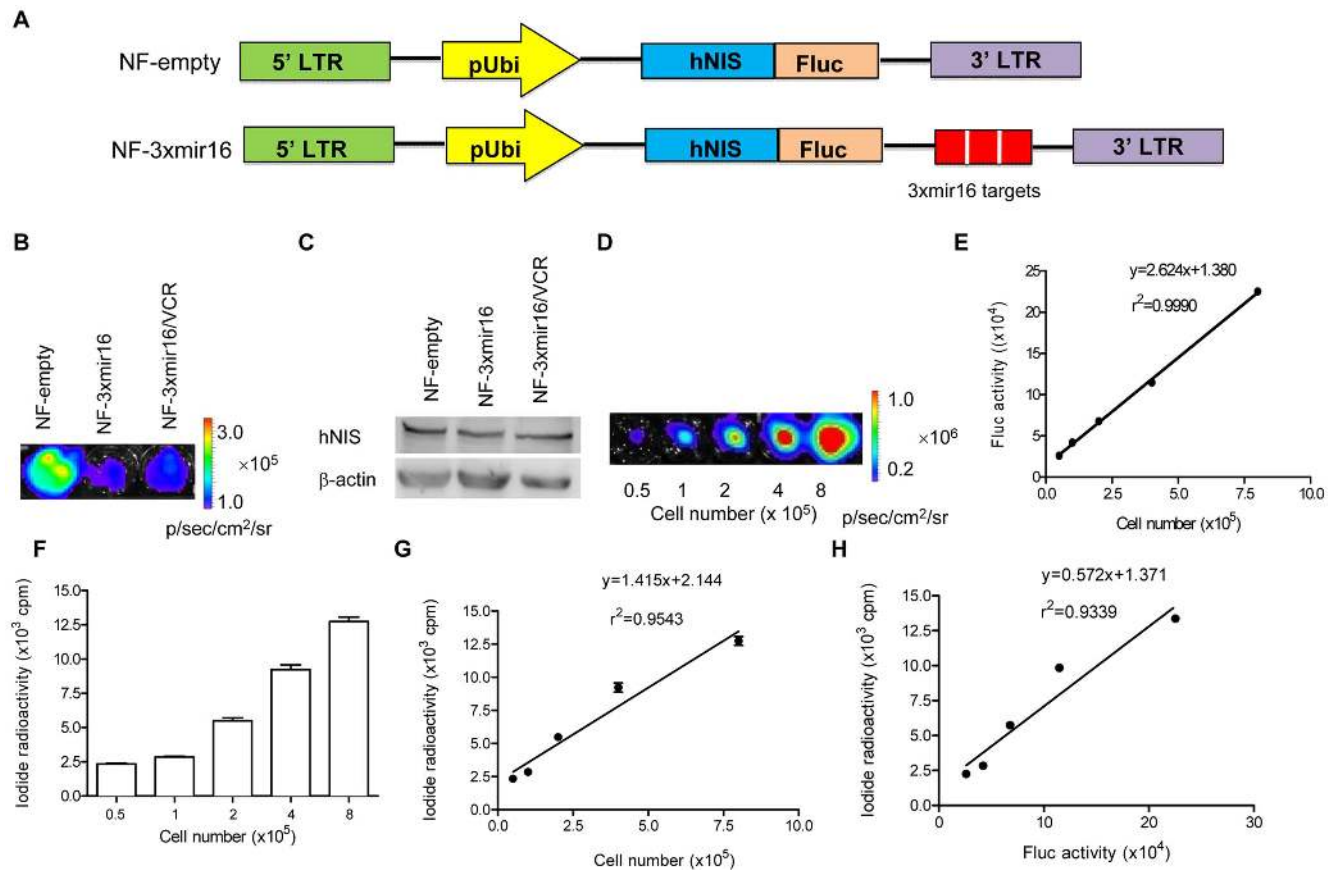 A
NF-empty
5' LTR
pUbi
hNIS
Fluc
3' LTR
NF-3xmir16
5' LTR
pUbi
hNIS
Fluc
3' LTR
3xmir16 targets
B
NF-empty
NF-3xmir16
NF-3xmir16/VCR
3.0
×10⁵
1.0
p/sec/cm²/sr
C
NF-empty
NF-3xmir16
NF-3xmir16/VCR
hNIS
β-actin
D
1.0
×10⁶
0.2
0.5 1 2 4 8
Cell number (x 10⁵)
p/sec/cm²/sr
E
y=2.624x+1.380
r²=0.9990
Fluc activity ((x10⁴)
25
20
15
10
5
0
0.0 2.5 5.0 7.5 10.0
Cell number (x10⁵)
F
Iodide radioactivity (x10³ cpm)
15.0
12.5
10.0
7.5
5.0
2.5
0.0
0.5 1 2 4 8
Cell number (x10⁵)
G
y=1.415x+2.144
r²=0.9543
Iodide radioactivity (x10³ cpm)
15.0
12.5
10.0
7.5
5.0
2.5
0.0
0.0 2.5 5.0 7.5 10.0
Cell number (x10⁵)
H
y=0.572x+1.371
r²=0.9339
Iodide radioactivity (x10³ cpm)
15.0
12.5
10.0
7.5
5.0
2.5
0.0
0 10 20 30
Fluc activity (x10⁴)